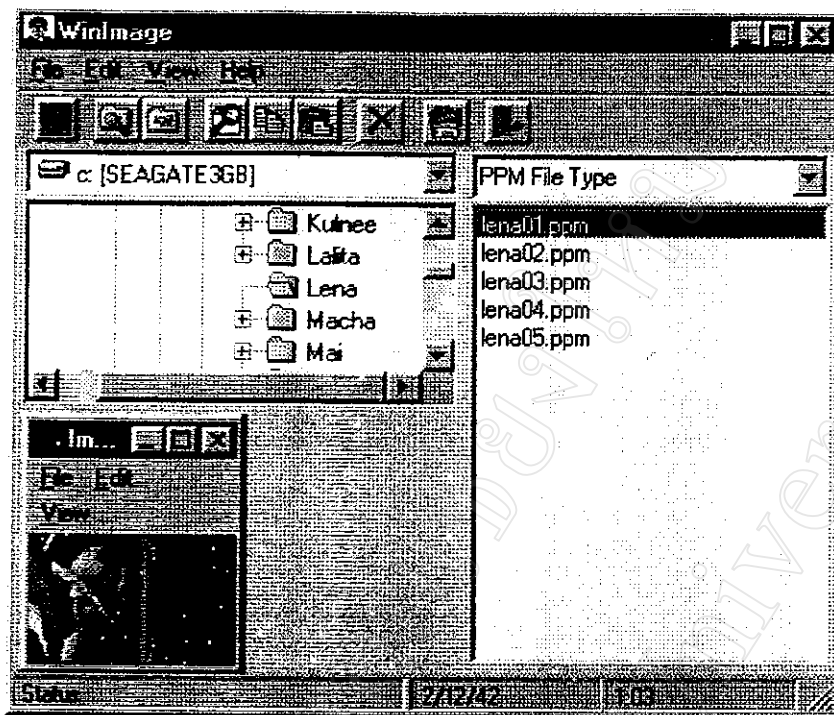 WinImage
File Edit View Help
c: [SEAGATE3GB]
PPM File Type
Kulnee
Lalita
Lena
Macha
Mai
lena01.ppm
lena02.ppm
lena03.ppm
lena04.ppm
lena05.ppm
Im...
File Edit
View
Status
2/12/42
1:03